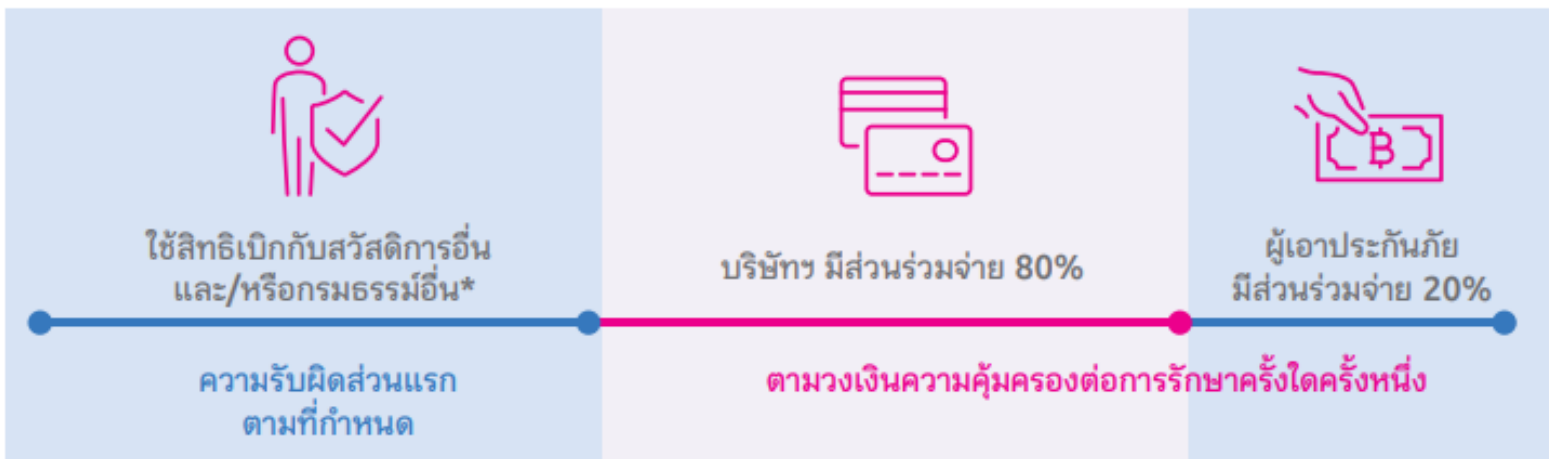 ใช้สิทธิเบิกกับสวัสดิการอื่น
และ/หรือกรมธรรม์อื่น*
บริษัทฯ มีส่วนร่วมจ่าย 80%
ผู้เอาประกันภัย
มีส่วนร่วมจ่าย 20%
ความรับผิดส่วนแรก
ตามที่กำหนด
ตามวงเงินความคุ้มครองต่อการรักษาครั้งใดครั้งหนึ่ง
฿